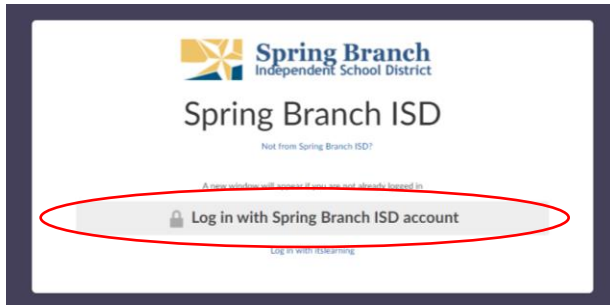 Spring Branch
Independent School District
Spring Branch ISD
Not from Spring Branch ISD?
A new window will appear if you are not already logged in
Log in with Spring Branch ISD account
Log in with itslearning